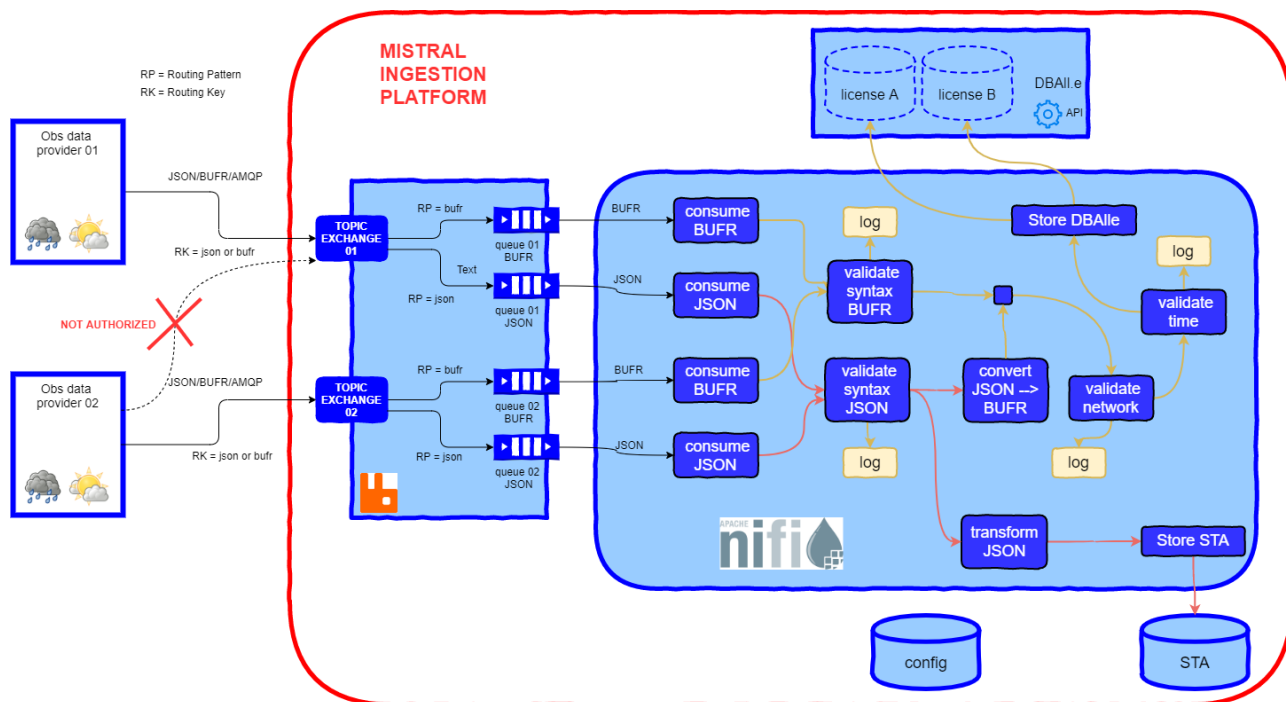 MISTRAL
INGESTION
PLATFORM
RP = Routing Pattern
RK = Routing Key
license A
license B
DBAll.e
API
Obs data
provider 01
JSON/BUFR/AMQP
RK = json or bufr
NOT AUTHORIZED
Obs data
provider 02
JSON/BUFR/AMQP
RK = json or bufr
TOPIC
EXCHANGE
01
RP = bufr
queue 01
BUFR
Text
RP = json
queue 01
JSON
TOPIC
EXCHANGE
02
RP = bufr
queue 02
BUFR
RP = json
queue 02
JSON
BUFR
JSON
BUFR
JSON
consume
BUFR
consume
JSON
consume
BUFR
consume
JSON
log
validate
syntax
BUFR
validate
syntax
JSON
log
convert
JSON -->
BUFR
Store DBAlle
log
validate
time
validate
network
log
APACHE
nifi
transform
JSON
Store STA
config
STA